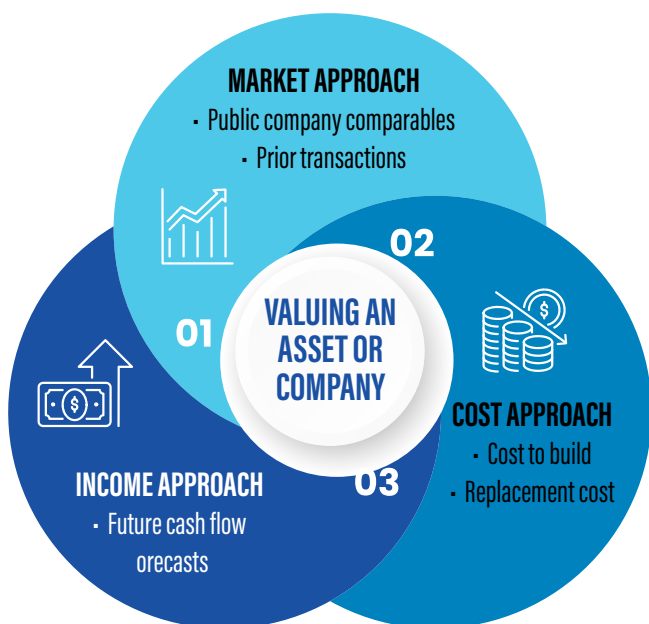 MARKET APPROACH
· Public company comparables
· Prior transactions
02
01
VALUING AN
ASSET OR
COMPANY
$
$
COST APPROACH
· Cost to build
· Replacement cost
03
INCOME APPROACH
· Future cash flow
orecasts